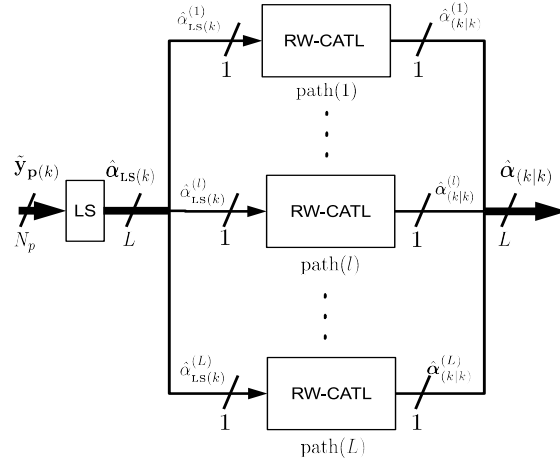 α̂_LS(k)^(1) RW-CATL α̂_(k|k)^(1)
1 1
path(1)
ỹ_p(k) α̂_LS(k) α̂_LS(k)^(l) RW-CATL α̂_(k|k)^(l) α̂_(k|k)
LS
N_p L 1 1 L
path(l)
α̂_LS(k)^(L) RW-CATL α̂_(k|k)^(L)
1 1
path(L)